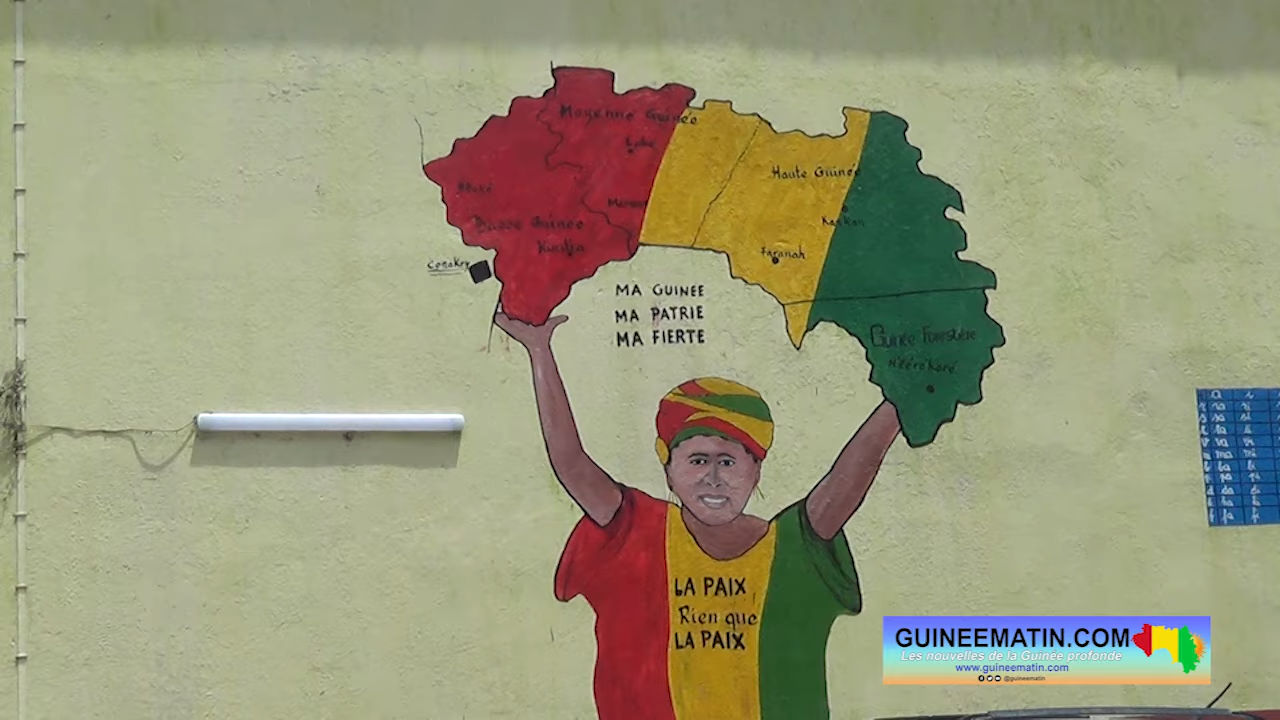 Moyenne Guinée
Labé
Haute Guinée
Boké
Mamou
Basse Guinée
Kankan
Kindia
Faranah
Conakry
MA GUINEE
MA PATRIE
MA FIERTE
Guinée Forestière
N'zérékoré
LA PAIX
Rien que
LA PAIX
GUINEEMATIN.COM
Les nouvelles de la Guinée profonde
www.guineematin.com
@guineematin